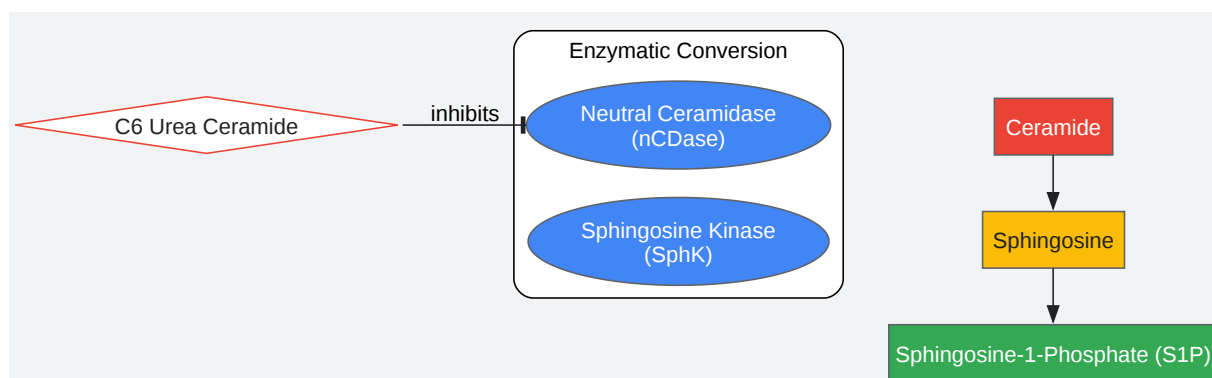 Enzymatic Conversion
C6 Urea Ceramide
inhibits
Neutral Ceramidase
(nCDase)
Sphingosine Kinase
(SphK)
Ceramide
Sphingosine
Sphingosine-1-Phosphate (S1P)